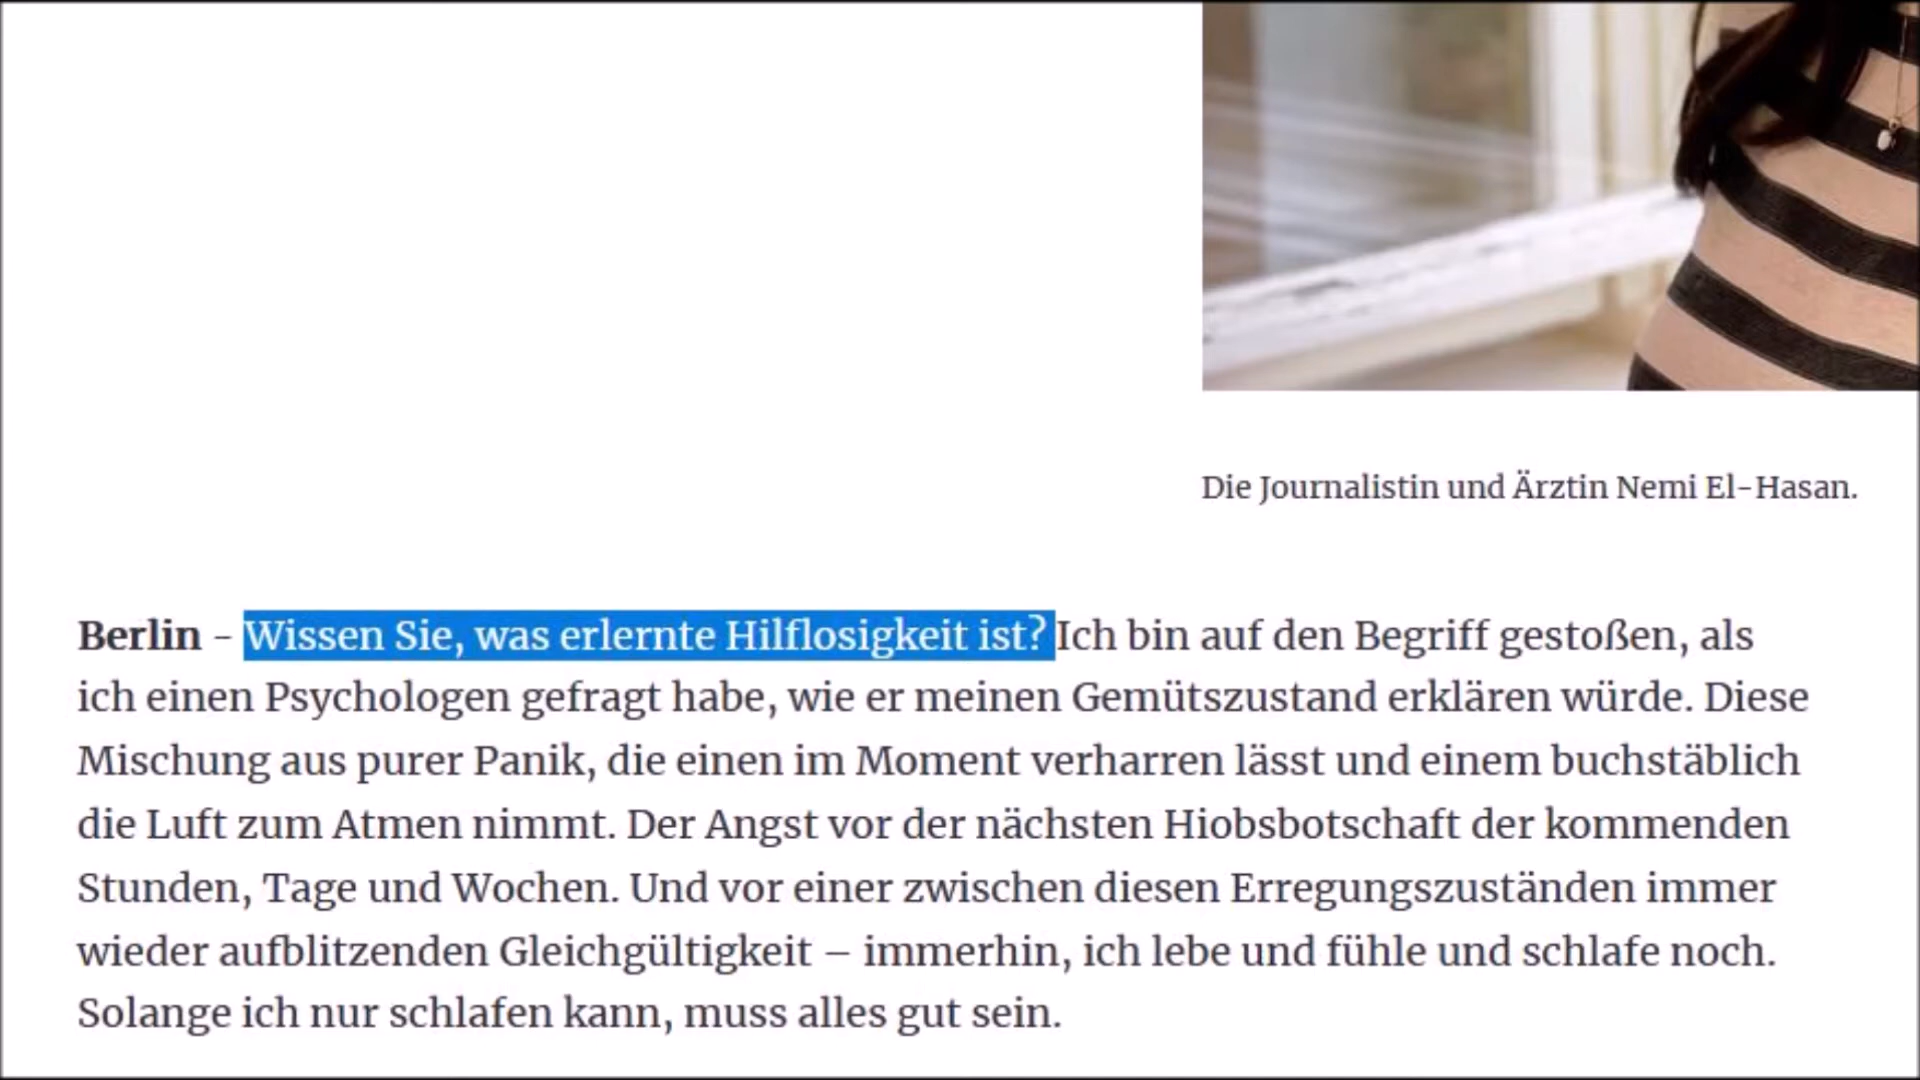 Die Journalistin und Ärztin Nemi El-Hasan.
Berlin - Wissen Sie, was erlernte Hilflosigkeit ist? Ich bin auf den Begriff gestoßen, als
ich einen Psychologen gefragt habe, wie er meinen Gemütszustand erklären würde. Diese
Mischung aus purer Panik, die einen im Moment verharren lässt und einem buchstäblich
die Luft zum Atmen nimmt. Der Angst vor der nächsten Hiobsbotschaft der kommenden
Stunden, Tage und Wochen. Und vor einer zwischen diesen Erregungszuständen immer
wieder aufblitzenden Gleichgültigkeit – immerhin, ich lebe und fühle und schlafe noch.
Solange ich nur schlafen kann, muss alles gut sein.